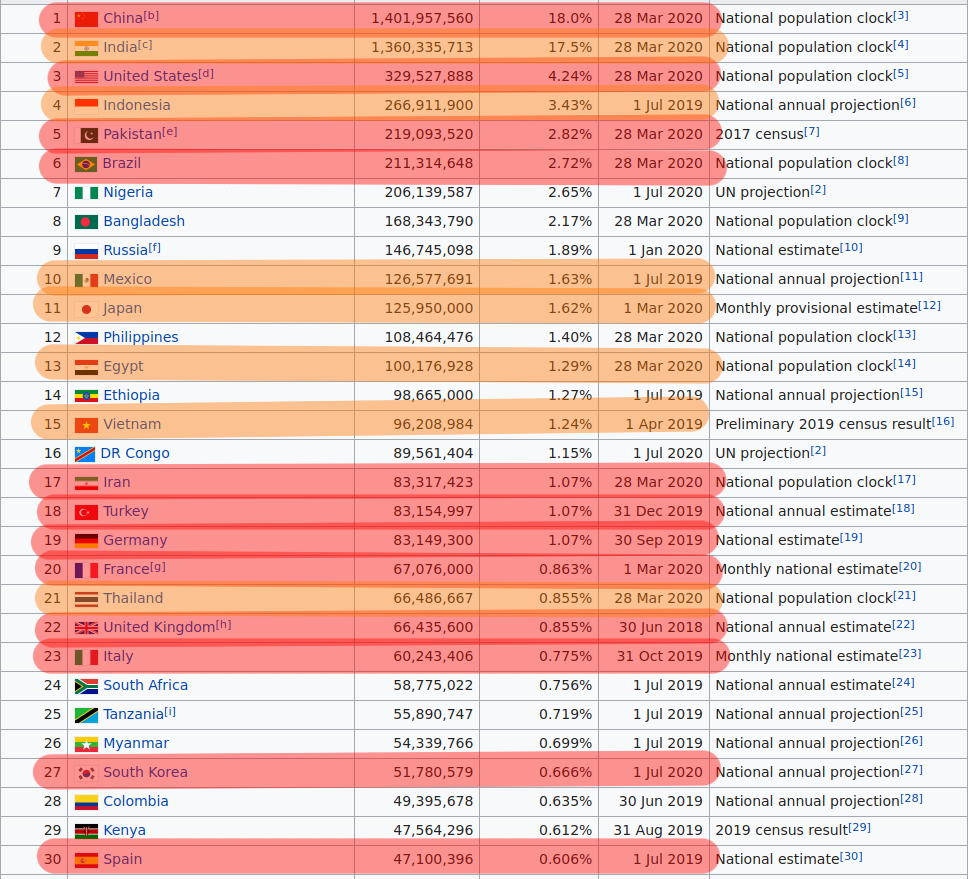 1 China[b] 1,401,957,560 18.0% 28 Mar 2020 National population clock[3]
2 India[c] 1,360,335,713 17.5% 28 Mar 2020 National population clock[4]
3 United States[d] 329,527,888 4.24% 28 Mar 2020 National population clock[5]
4 Indonesia 266,911,900 3.43% 1 Jul 2019 National annual projection[6]
5 Pakistan[e] 219,093,520 2.82% 28 Mar 2020 2017 census[7]
6 Brazil 211,314,648 2.72% 28 Mar 2020 National population clock[8]
7 Nigeria 206,139,587 2.65% 1 Jul 2020 UN projection[2]
8 Bangladesh 168,343,790 2.17% 28 Mar 2020 National population clock[9]
9 Russia[f] 146,745,098 1.89% 1 Jan 2020 National estimate[10]
10 Mexico 126,577,691 1.63% 1 Jul 2019 National annual projection[11]
11 Japan 125,950,000 1.62% 1 Mar 2020 Monthly provisional estimate[12]
12 Philippines 108,464,476 1.40% 28 Mar 2020 National population clock[13]
13 Egypt 100,176,928 1.29% 28 Mar 2020 National population clock[14]
14 Ethiopia 98,665,000 1.27% 1 Jul 2019 National annual projection[15]
15 Vietnam 96,208,984 1.24% 1 Apr 2019 Preliminary 2019 census result[16]
16 DR Congo 89,561,404 1.15% 1 Jul 2020 UN projection[2]
17 Iran 83,317,423 1.07% 28 Mar 2020 National population clock[17]
18 Turkey 83,154,997 1.07% 31 Dec 2019 National annual estimate[18]
19 Germany 83,149,300 1.07% 30 Sep 2019 National estimate[19]
20 France[g] 67,076,000 0.863% 1 Mar 2020 Monthly national estimate[20]
21 Thailand 66,486,667 0.855% 28 Mar 2020 National population clock[21]
22 United Kingdom[h] 66,435,600 0.855% 30 Jun 2018 National annual estimate[22]
23 Italy 60,243,406 0.775% 31 Oct 2019 Monthly national estimate[23]
24 South Africa 58,775,022 0.756% 1 Jul 2019 National annual estimate[24]
25 Tanzania[i] 55,890,747 0.719% 1 Jul 2019 National annual projection[25]
26 Myanmar 54,339,766 0.699% 1 Jul 2019 National annual projection[26]
27 South Korea 51,780,579 0.666% 1 Jul 2020 National annual projection[27]
28 Colombia 49,395,678 0.635% 30 Jun 2019 National annual projection[28]
29 Kenya 47,564,296 0.612% 31 Aug 2019 2019 census result[29]
30 Spain 47,100,396 0.606% 1 Jul 2019 National estimate[30]